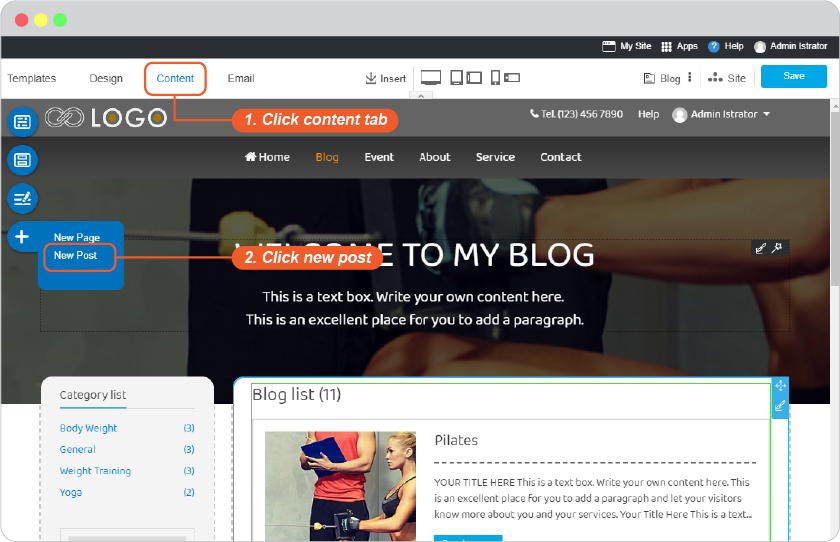 My Site Apps ? Help Admin Istrator
Templates Design Content Email Insert Blog Site Save
LOGO
1. Click content tab
Tel. (123) 456 7890 Help Admin Istrator
Home Blog Event About Service Contact
New Page
New Post
2. Click new post
ME TO MY BLOG
This is a text box. Write your own content here.
This is an excellent place for you to add a paragraph.
Category list
Body Weight (3)
General (3)
Weight Training (3)
Yoga (2)
Blog list (11)
Pilates
YOUR TITLE HERE This is a text box. Write your own content here. This
is an excellent place for you to add a paragraph and let your visitors
know more about you and your services. Your Title Here This is a text...